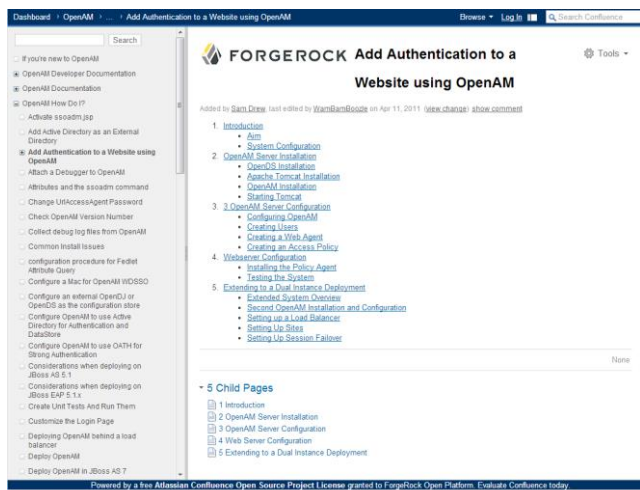 Dashboard > OpenAM > ... > Add Authentication to a Website using OpenAM
Browse Log In Search Confluence
Search
If you're new to OpenAM
OpenAM Developer Documentation
OpenAM Documentation
OpenAM How Do I?
Activate ssoadm.jsp
Add Active Directory as an External
Directory
Add Authentication to a Website using
OpenAM
Attach a Debugger to OpenAM
Attributes and the ssoadm command
Change UrlAccessAgent Password
Check OpenAM Version Number
Collect debug log files from OpenAM
Common Install Issues
configuration procedure for Fedlet
Attribute Query
Configure a Mac for OpenAM WDSSO
Configure an external OpenDJ or
OpenDS as the configuration store
Configure OpenAM to use Active
Directory for Authentication and
DataStore
Configure OpenAM to use OATH for
Strong Authentication
Considerations when deploying on
JBoss AS 5.1
Considerations when deploying on
JBoss EAP 5.1.x
Create Unit Tests And Run Them
Customize the Login Page
Deploying OpenAM behind a load
balancer
Deploy OpenAM
Deploy OpenAM in JBoss AS 7
FORGEROCK Add Authentication to a
Website using OpenAM
Tools
Added by Sam Drew, last edited by WamBamBooze on Apr 11, 2011 (view change) show comment
1. Introduction
• Aim
• System Configuration
2. OpenAM Server Installation
• OpenDS Installation
• Apache Tomcat Installation
• OpenAM Installation
• Starting Tomcat
3. 3 OpenAM Server Configuration
• Configuring OpenAM
• Creating Users
• Creating a Web Agent
• Creating an Access Policy
4. Webserver Configuration
• Installing the Policy Agent
• Testing the System
5. Extending to a Dual Instance Deployment
• Extended System Overview
• Second OpenAM Installation and Configuration
• Setting up a Load Balancer
• Setting Up Sites
• Setting Up Session Failover
None
5 Child Pages
1 Introduction
2 OpenAM Server Installation
3 OpenAM Server Configuration
4 Web Server Configuration
5 Extending to a Dual Instance Deployment
Powered by a free Atlassian Confluence Open Source Project License granted to ForgeRock Open Platform. Evaluate Confluence today.